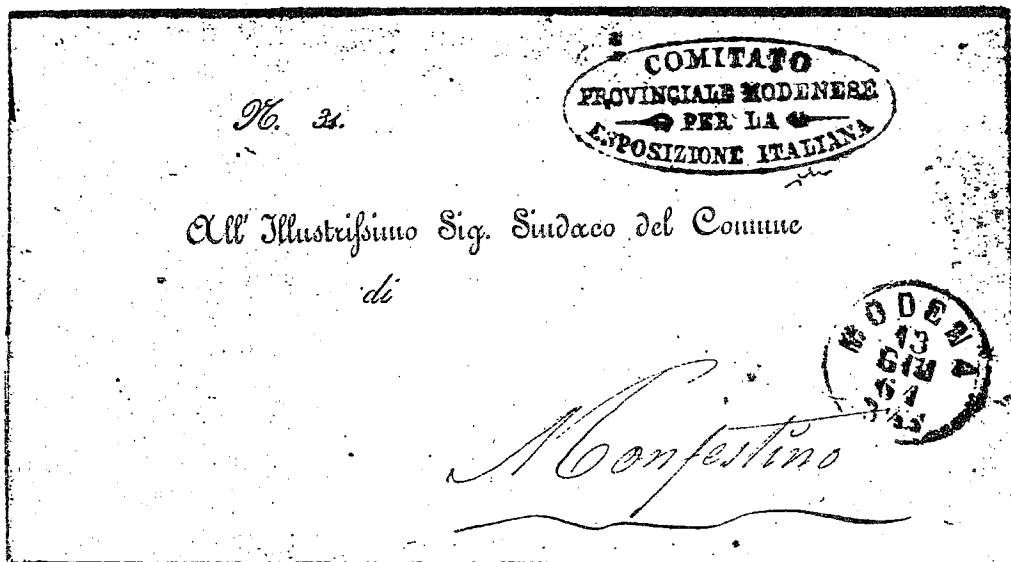 COMITATO
PROVINCIALE MODENESE
PER LA
ESPOSIZIONE ITALIANA
N. 31.
All' Illustrissimo Sig. Sindaco del Comune
di
MODENA
13
GIU
61
Monfestino